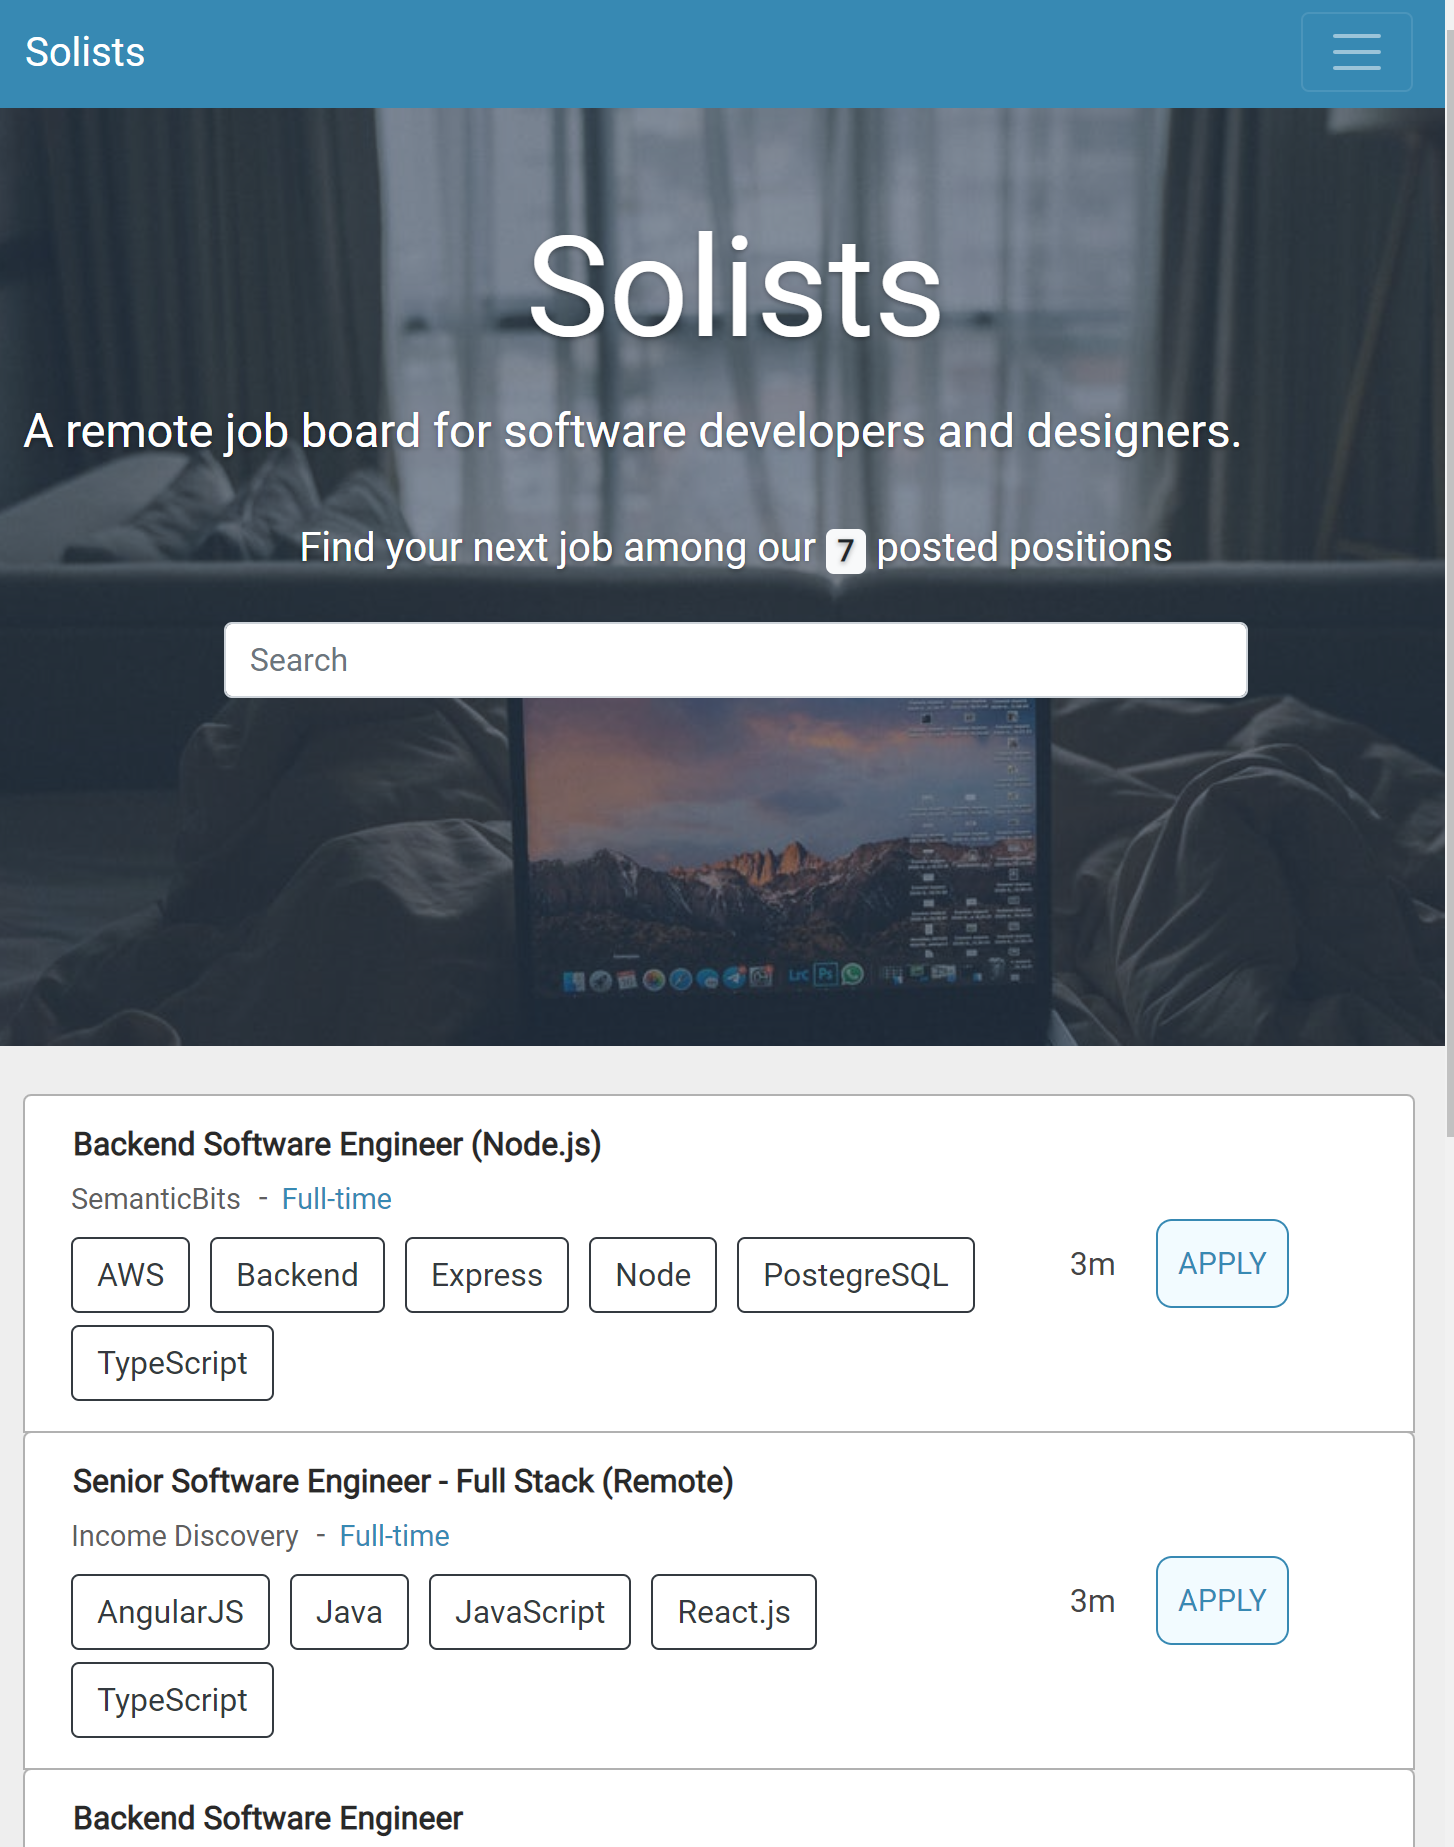 Solists
Solists
A remote job board for software developers and designers.
Find your next job among our 7 posted positions
Search
Lrc Ps
Backend Software Engineer (Node.js)
SemanticBits - Full-time
AWS Backend Express Node PostegreSQL
TypeScript
3m APPLY
Senior Software Engineer - Full Stack (Remote)
Income Discovery - Full-time
AngularJS Java JavaScript React.js
TypeScript
3m APPLY
Backend Software Engineer